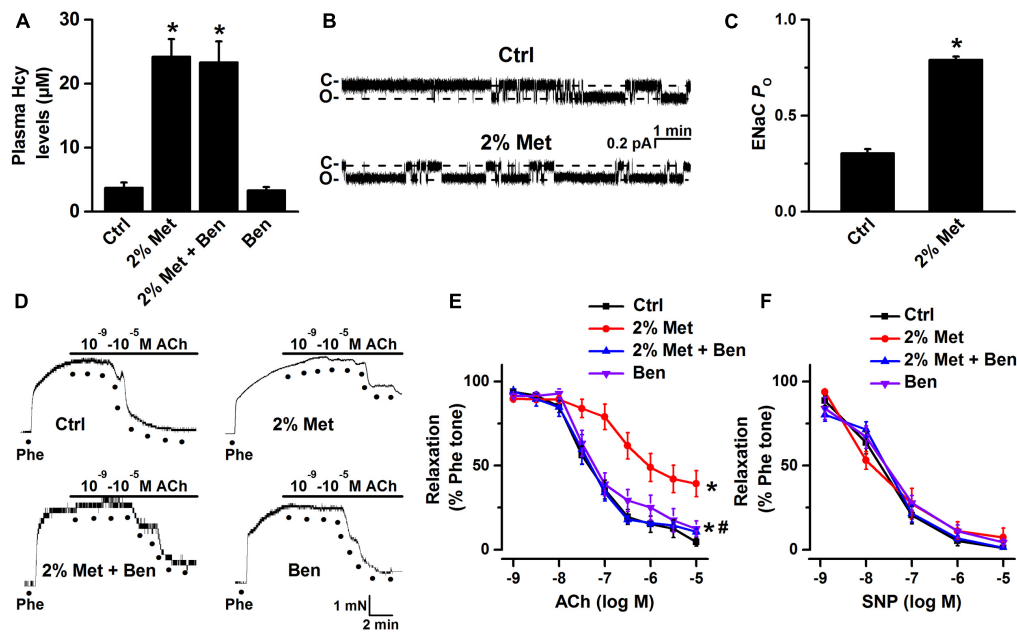 A
Plasma Hcy
levels (μM)
30
20
10
0
*
*
Ctrl
2% Met
2% Met + Ben
Ben
B
Ctrl
C-
O-
2% Met
1 min
0.2 pA
C-
O-
C
ENaC PO
1.0
0.5
0.0
*
Ctrl
2% Met
D
10-9-10-5 M ACh
Ctrl
Phe
10-9-10-5 M ACh
2% Met
Phe
10-9-10-5 M ACh
2% Met + Ben
Phe
10-9-10-5 M ACh
Ben
Phe
1 mN
2 min
E
Ctrl
2% Met
2% Met + Ben
Ben
Relaxation
(% Phe tone)
100
50
0
*
*#
-9 -8 -7 -6 -5
ACh (log M)
F
Ctrl
2% Met
2% Met + Ben
Ben
Relaxation
(% Phe tone)
100
50
0
-9 -8 -7 -6 -5
SNP (log M)